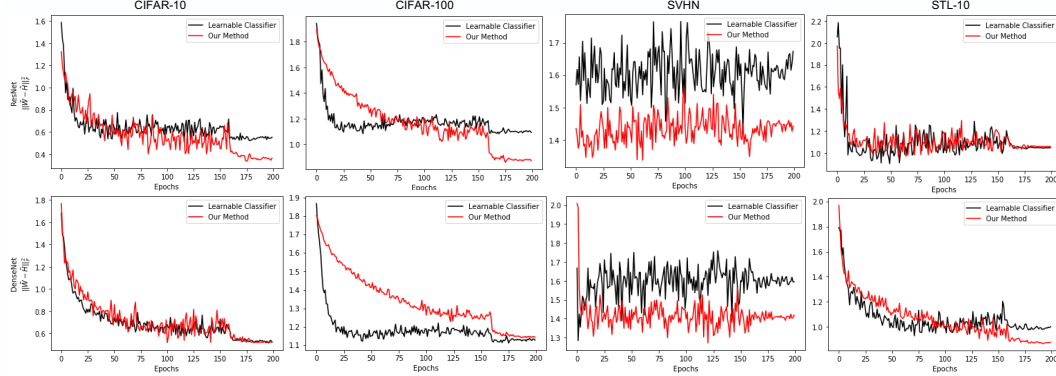 CIFAR-10 CIFAR-100 SVHN STL-10
ResNet
||W̃ − H̃||²_F
1.6
1.4
1.2
1.0
0.8
0.6
0.4
0 25 50 75 100 125 150 175 200
Epochs
Learnable Classifier
Our Method
1.8
1.6
1.4
1.2
1.0
0 25 50 75 100 125 150 175 200
Epochs
Learnable Classifier
Our Method
1.7
1.6
1.5
1.4
0 25 50 75 100 125 150 175 200
Epochs
Learnable Classifier
Our Method
2.2
2.0
1.8
1.6
1.4
1.2
1.0
0 25 50 75 100 125 150 175 200
Epochs
Learnable Classifier
Our Method
DenseNet
||W̃ − H̃||²_F
1.8
1.6
1.4
1.2
1.0
0.8
0.6
0 25 50 75 100 125 150 175 200
Epochs
Learnable Classifier
Our Method
1.9
1.8
1.7
1.6
1.5
1.4
1.3
1.2
1.1
0 25 50 75 100 125 150 175 200
Epochs
Learnable Classifier
Our Method
2.0
1.9
1.8
1.7
1.6
1.5
1.4
1.3
0 25 50 75 100 125 150 175 200
Epochs
Learnable Classifier
Our Method
2.0
1.8
1.6
1.4
1.2
1.0
0 25 50 75 100 125 150 175 200
Epochs
Learnable Classifier
Our Method